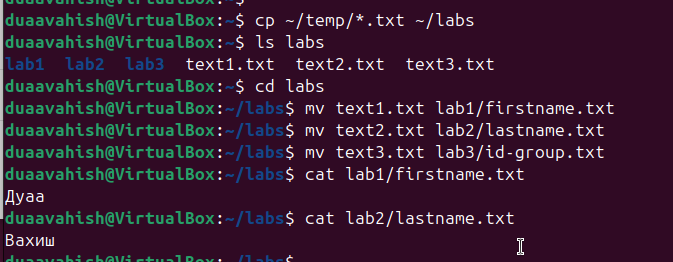 duaavahish@VirtualBox:~$ cp ~/temp/*.txt ~/labs
duaavahish@VirtualBox:~$ ls labs
lab1 lab2 lab3 text1.txt text2.txt text3.txt
duaavahish@VirtualBox:~$ cd labs
duaavahish@VirtualBox:~/labs$ mv text1.txt lab1/firstname.txt
duaavahish@VirtualBox:~/labs$ mv text2.txt lab2/lastname.txt
duaavahish@VirtualBox:~/labs$ mv text3.txt lab3/id-group.txt
duaavahish@VirtualBox:~/labs$ cat lab1/firstname.txt
Дуаа
duaavahish@VirtualBox:~/labs$ cat lab2/lastname.txt
Вахиш
duaavahish@VirtualBox:~/labs$